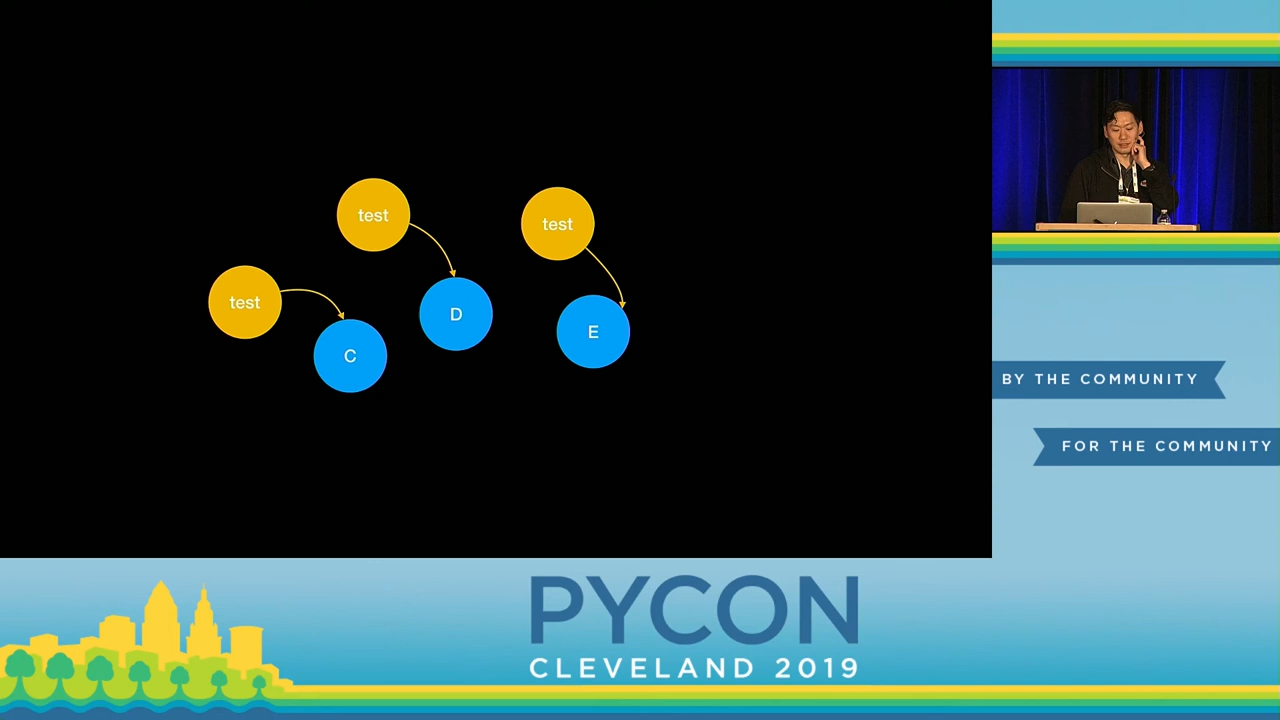 test
test
test
D
E
C
BY THE COMMUNITY
FOR THE COMMUNITY
PYCON
CLEVELAND 2019